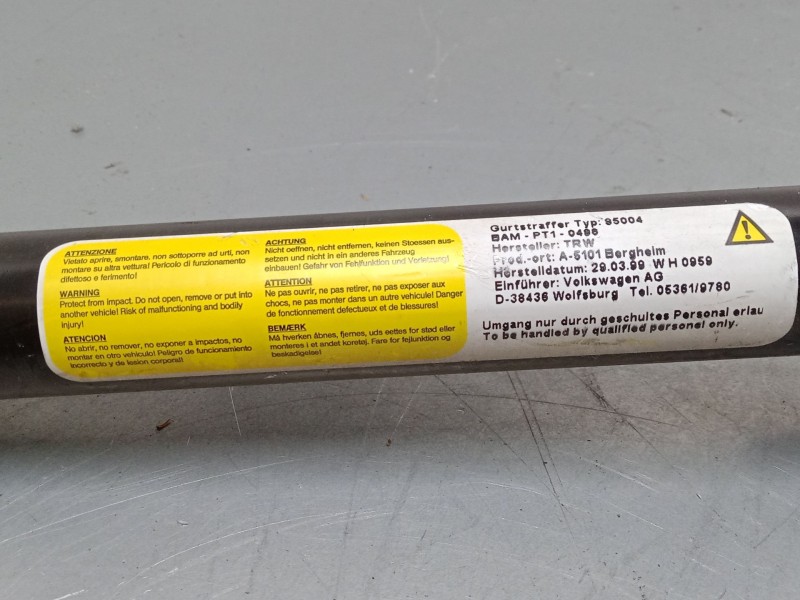 ATTENZIONE
Vietato aprire, smontare. non sottoporre ad urti, non
montare su altra vettura! Pericolo di funzionamento
difettoso e ferimento!
WARNING
Protect from impact. Do not open, remove or put into
another vehicle! Risk of malfunctioning and bodily
injury!
ATENCION
No abrir, no remover, no exponer a impactos, no
montar en otro vehículo! Peligro de funcionamiento
incorrecto y de lesion corporal!
ACHTUNG
Nicht oeffnen, nicht entfernen, keinen Stoessen aus-
setzen und nicht in ein anderes Fahrzeug
einbauen! Gefahr von Fehlfunktion und Verletzung!
ATTENTION
Ne pas ouvrir, ne pas retirer, ne pas exposer aux
chocs, ne pas monter dans un autre vehicule! Danger
de fonctionnement defectueux et de blessures!
BEMÆRK
Må hverken åbnes, fjernes, uds ettes for stød eller
monteres i et andet koretej. Fare for fejlunktion og
beskadigelse!
Gurtstraffer Typ: 95004
BAM - PT1 - 0496
Hersteller: TRW
Prod.-ort: A-5101 Bergheim
Herstelldatum: 29.03.99 W H 0959
Einführer: Volkswagen AG
D-38436 Wolfsburg Tel. 05361/9780
Umgang nur durch geschultes Personal erlau
To be handled by qualified personel only.